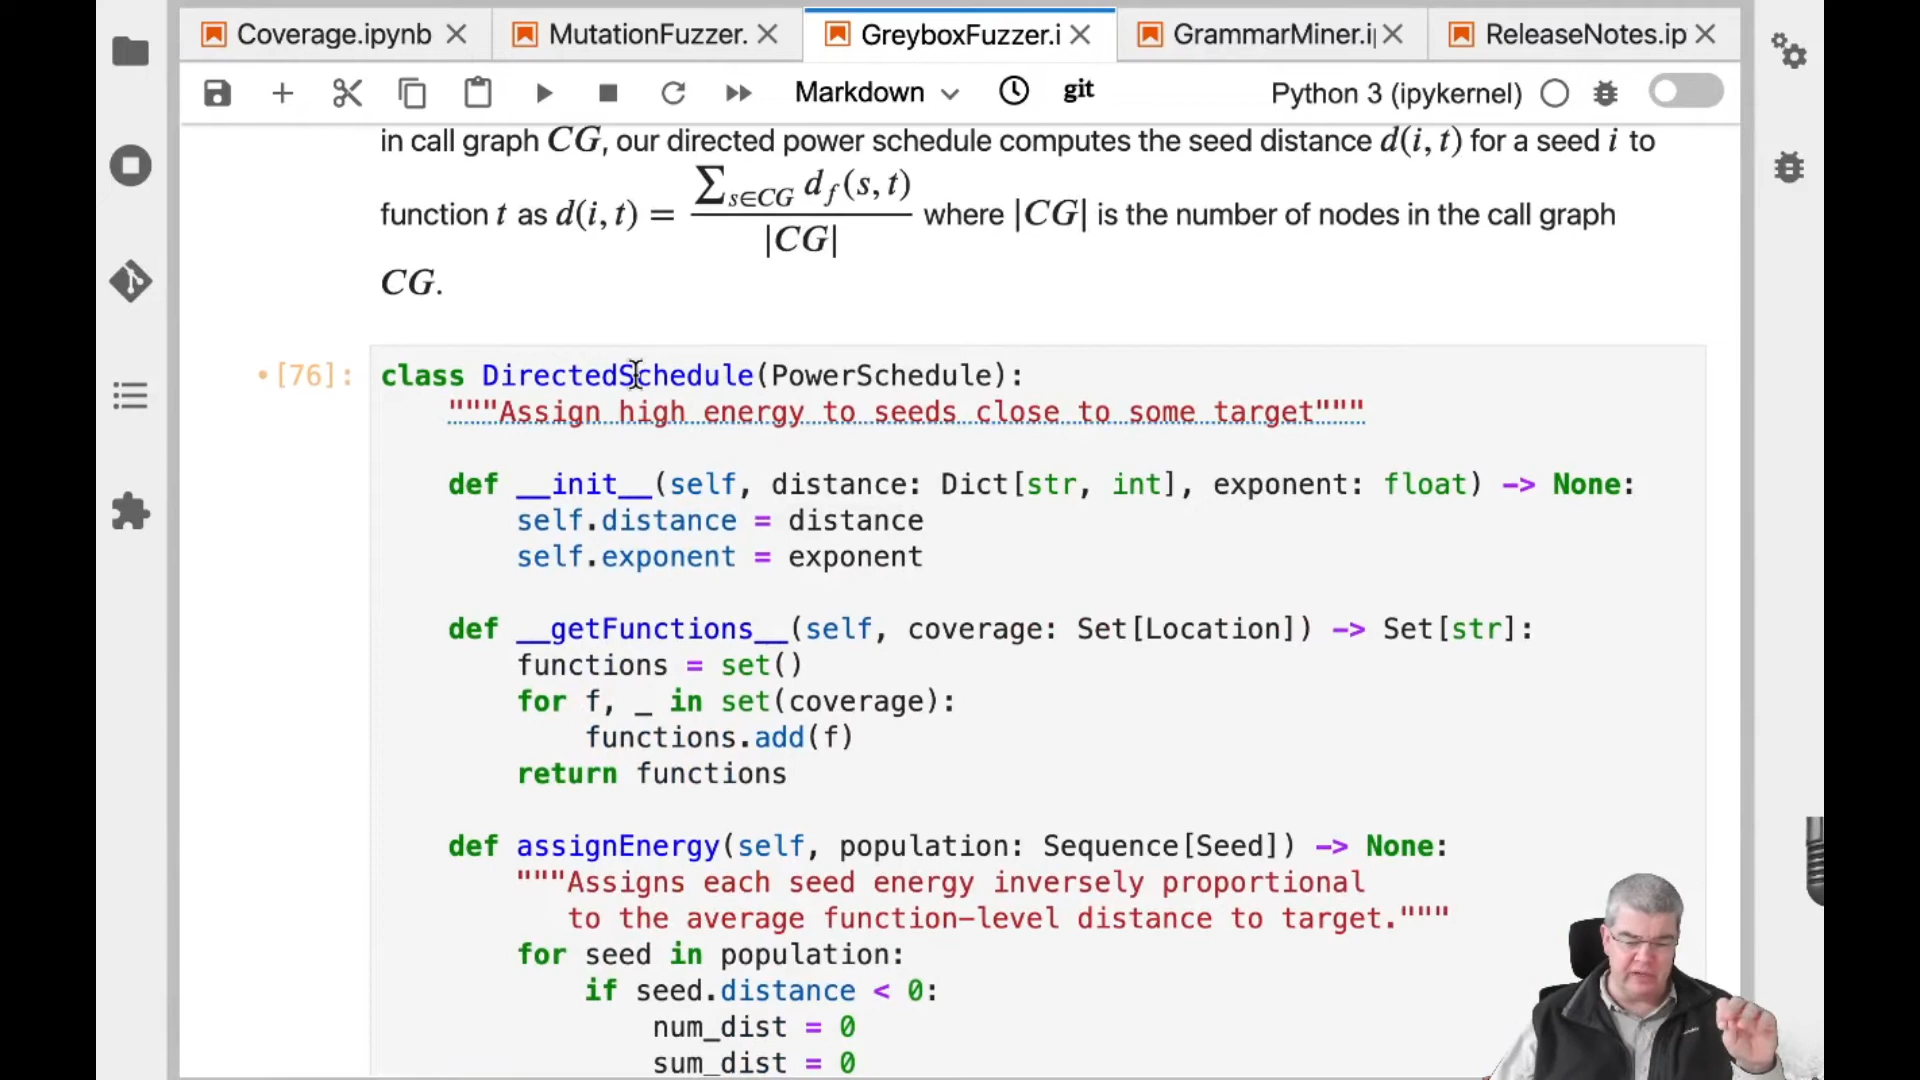 Coverage.ipynb
MutationFuzzer.
GreyboxFuzzer.i
GrammarMiner.i
ReleaseNotes.ip
Markdown
git
Python 3 (ipykernel)
in call graph CG, our directed power schedule computes the seed distance d(i, t) for a seed i to
function t as d(i, t) = \frac{\sum_{s∈CG} d_f(s, t)}{|CG|} where |CG| is the number of nodes in the call graph
CG.
[76]:
class DirectedSchedule(PowerSchedule):
    """Assign high energy to seeds close to some target"""
    def __init__(self, distance: Dict[str, int], exponent: float) -> None:
        self.distance = distance
        self.exponent = exponent
    def __getFunctions__(self, coverage: Set[Location]) -> Set[str]:
        functions = set()
        for f, _ in set(coverage):
            functions.add(f)
        return functions
    def assignEnergy(self, population: Sequence[Seed]) -> None:
        """Assigns each seed energy inversely proportional
           to the average function-level distance to target."""
        for seed in population:
            if seed.distance < 0:
                num_dist = 0
                sum_dist = 0